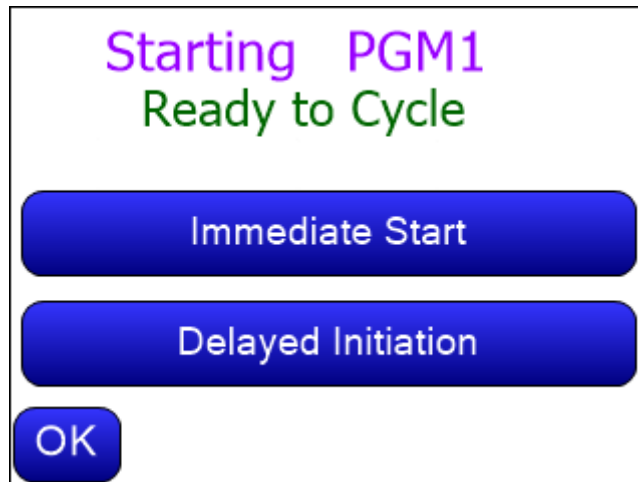 Starting PGM1
Ready to Cycle
Immediate Start
Delayed Initiation
OK